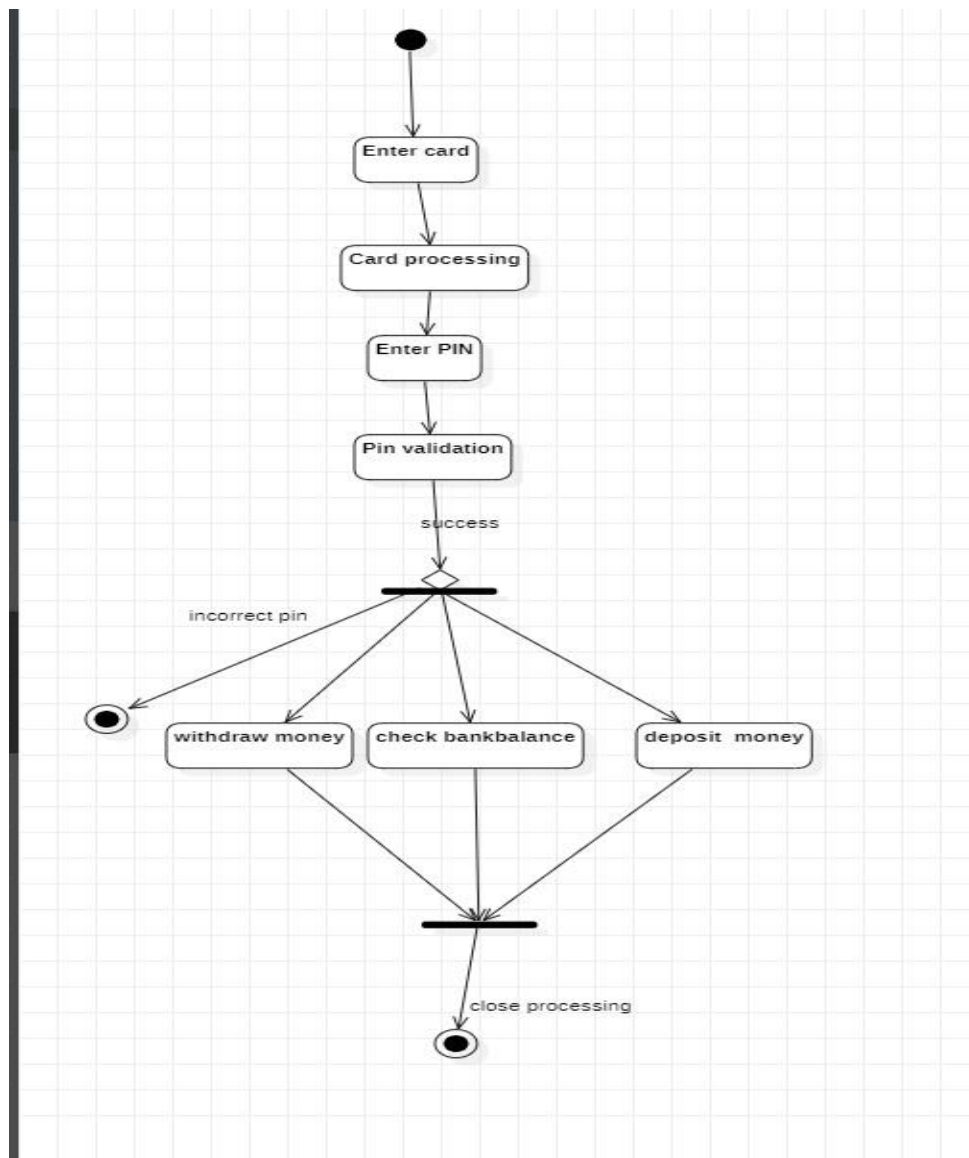 Enter card
Card processing
Enter PIN
Pin validation
success
incorrect pin
withdraw money
check bankbalance
deposit  money
close processing